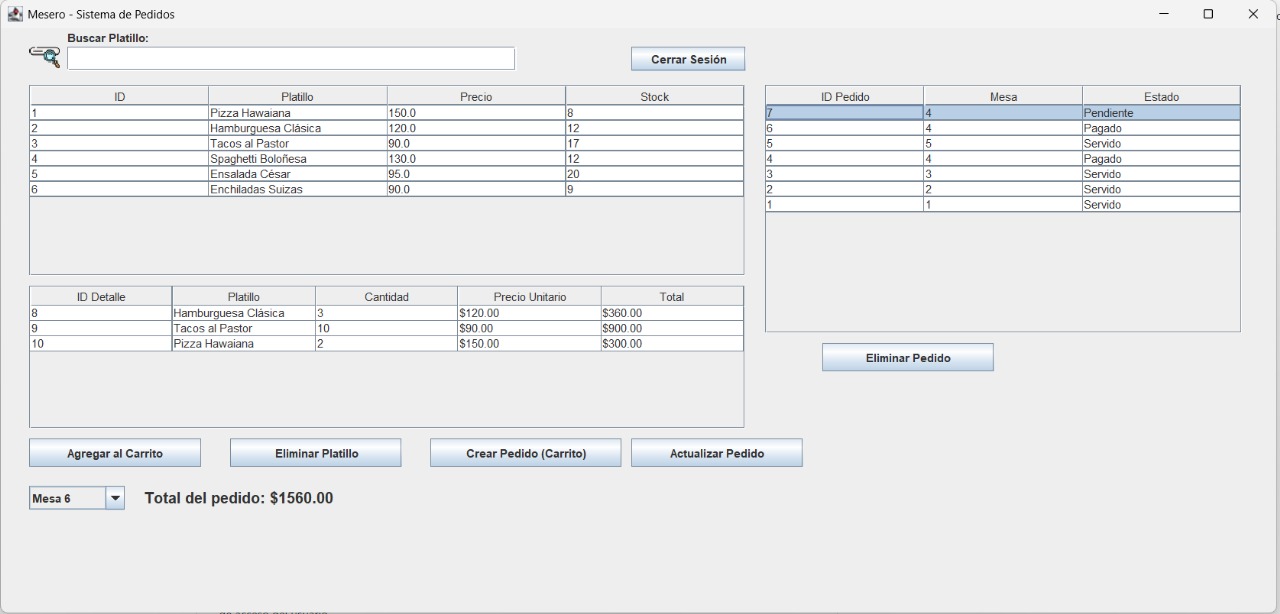 Mesero - Sistema de Pedidos
Buscar Platillo:
Cerrar Sesión
ID Platillo Precio Stock
1 Pizza Hawaiana 150.0 8
2 Hamburguesa Clásica 120.0 12
3 Tacos al Pastor 90.0 17
4 Spaghetti Boloñesa 130.0 12
5 Ensalada César 95.0 20
6 Enchiladas Suizas 90.0 9
ID Pedido Mesa Estado
7 4 Pendiente
6 4 Pagado
5 5 Servido
4 4 Pagado
3 3 Servido
2 2 Servido
1 1 Servido
ID Detalle Platillo Cantidad Precio Unitario Total
8 Hamburguesa Clásica 3 $120.00 $360.00
9 Tacos al Pastor 10 $90.00 $900.00
10 Pizza Hawaiana 2 $150.00 $300.00
Eliminar Pedido
Agregar al Carrito Eliminar Platillo Crear Pedido (Carrito) Actualizar Pedido
Mesa 6 Total del pedido: $1560.00